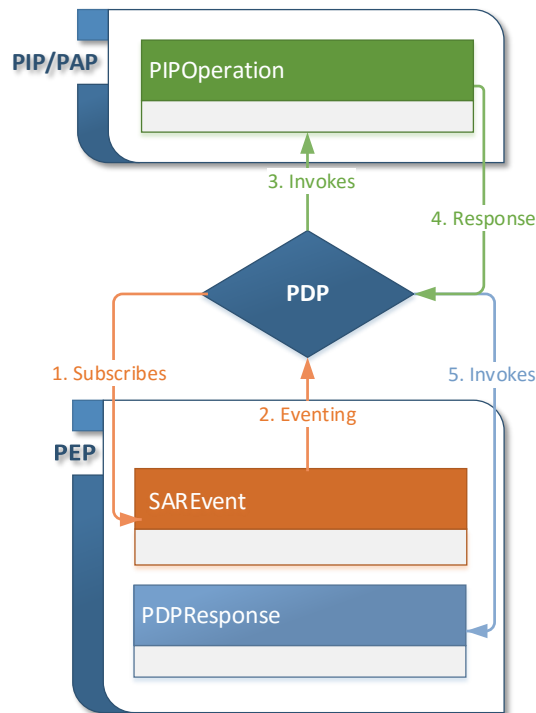 PIP/PAP
PIPOperation
3. Invokes
4. Response
PDP
1. Subscribes
5. Invokes
2. Eventing
PEP
SAREvent
PDPResponse